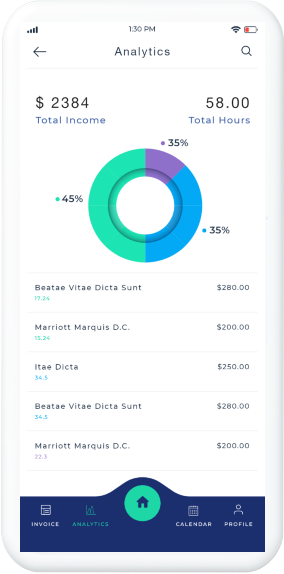 1:30 PM
Analytics
$ 2384 58.00
Total Income Total Hours
35%
45%
35%
Beatae Vitae Dicta Sunt $280.00
17.24
Marriott Marquis D.C. $200.00
15.24
Itae Dicta $250.00
34.5
Beatae Vitae Dicta Sunt $280.00
34.5
Marriott Marquis D.C. $200.00
22.3
INVOICE ANALYTICS CALENDAR PROFILE